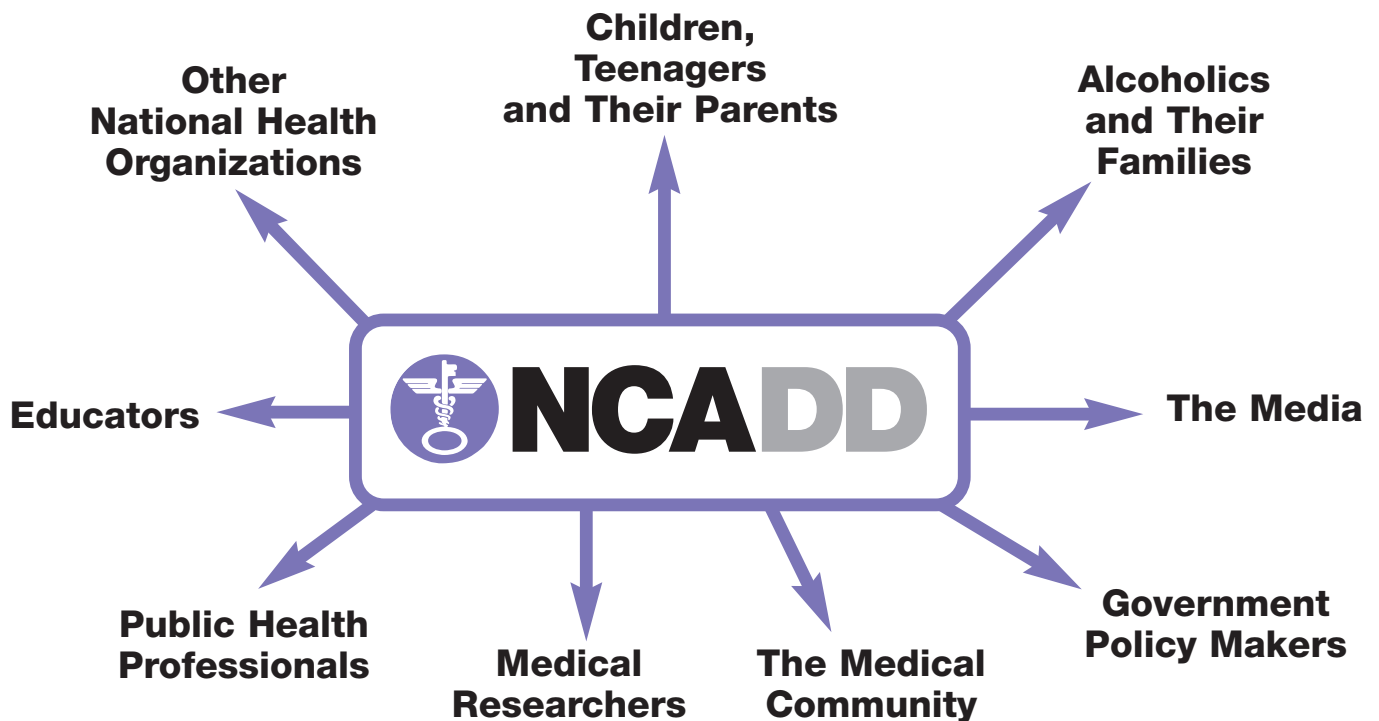 Children,
Teenagers
and Their Parents
Other
National Health
Organizations
Alcoholics
and Their
Families
Educators
NCADD
The Media
Public Health
Professionals
Medical
Researchers
The Medical
Community
Government
Policy Makers